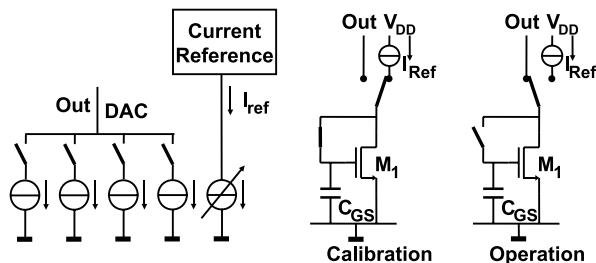 Current
Reference
Out
DAC
I_ref
Out V_DD
I_Ref
M_1
C_GS
Calibration
Out V_DD
I_Ref
M_1
C_GS
Operation